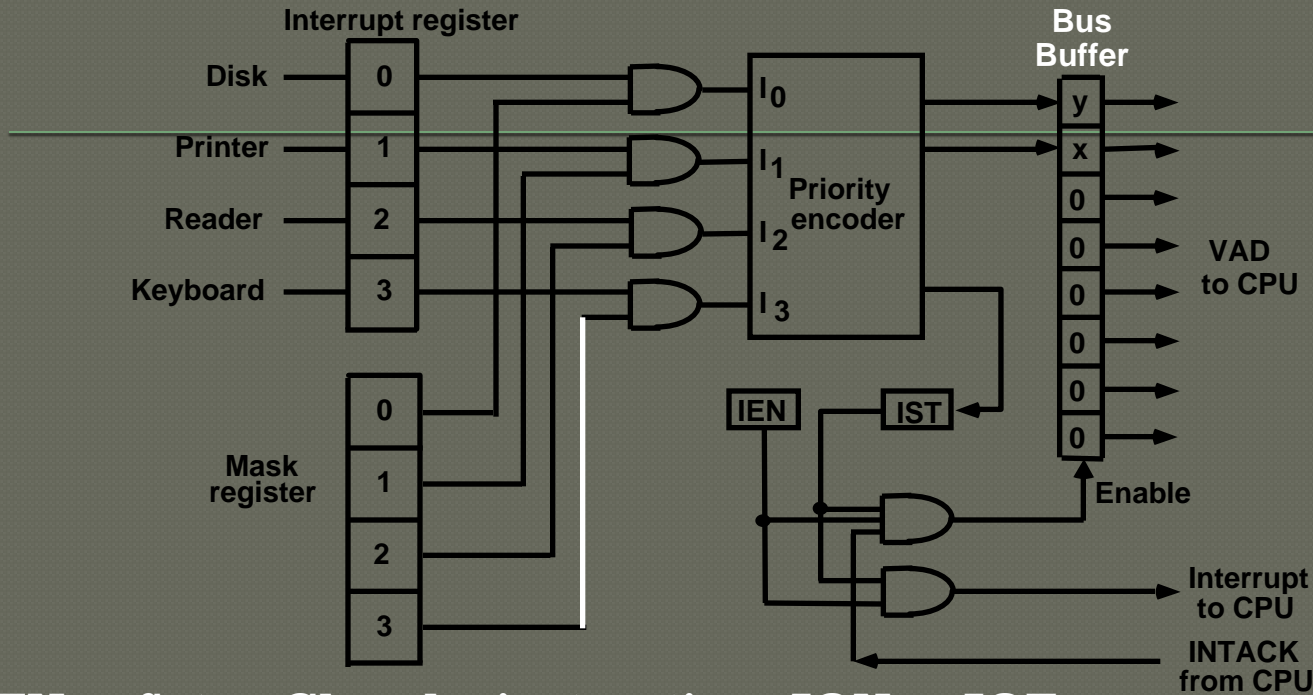 Interrupt register
Bus
Buffer
Disk
0
I0
y
Printer
1
I1
x
Priority
encoder
Reader
2
I2
0
0
VAD
to CPU
Keyboard
3
I3
0
0
0
0
IEN
IST
Mask
register
0
1
2
3
Enable
Interrupt
to CPU
INTACK
from CPU